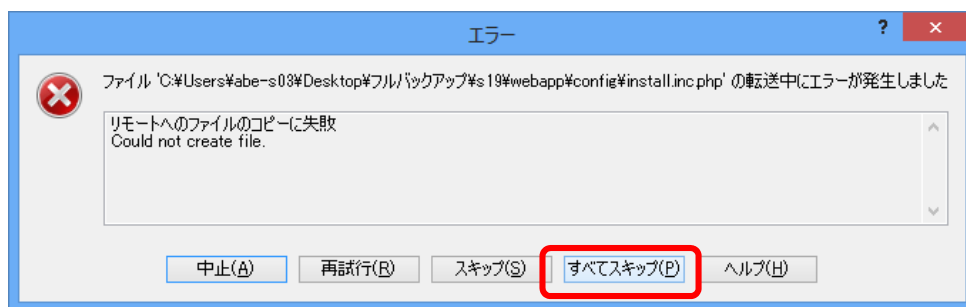 エラー
?
×
ファイル 'C:¥Users¥abe-s03¥Desktop¥フルバックアップ¥s19¥webapp¥config¥install.inc.php' の転送中にエラーが発生しました
リモートへのファイルのコピーに失敗
Could not create file.
中止(A) 再試行(R) スキップ(S) すべてスキップ(P) ヘルプ(H)